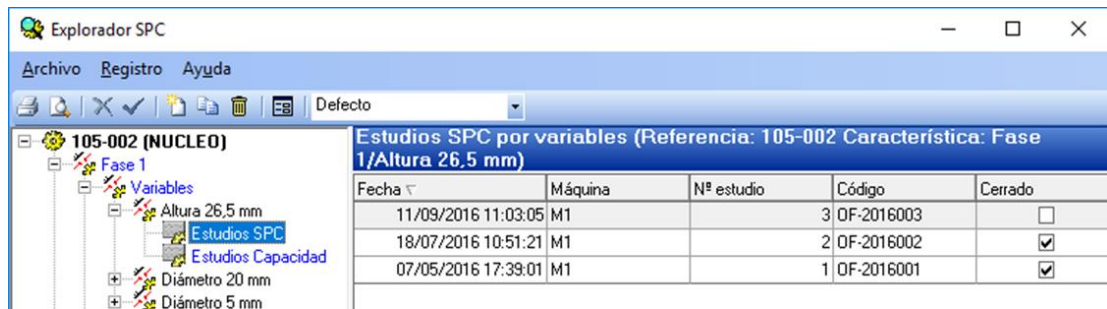 Explorador SPC
Archivo Registro Ayuda
Defecto
105-002 (NUCLEO)
Fase 1
Variables
Altura 26,5 mm
Estudios SPC
Estudios Capacidad
Diámetro 20 mm
Diámetro 5 mm
Estudios SPC por variables (Referencia: 105-002 Característica: Fase
1/Altura 26,5 mm)
Fecha Máquina Nº estudio Código Cerrado
11/09/2016 11:03:05 M1 3 OF-2016003
18/07/2016 10:51:21 M1 2 OF-2016002
07/05/2016 17:39:01 M1 1 OF-2016001